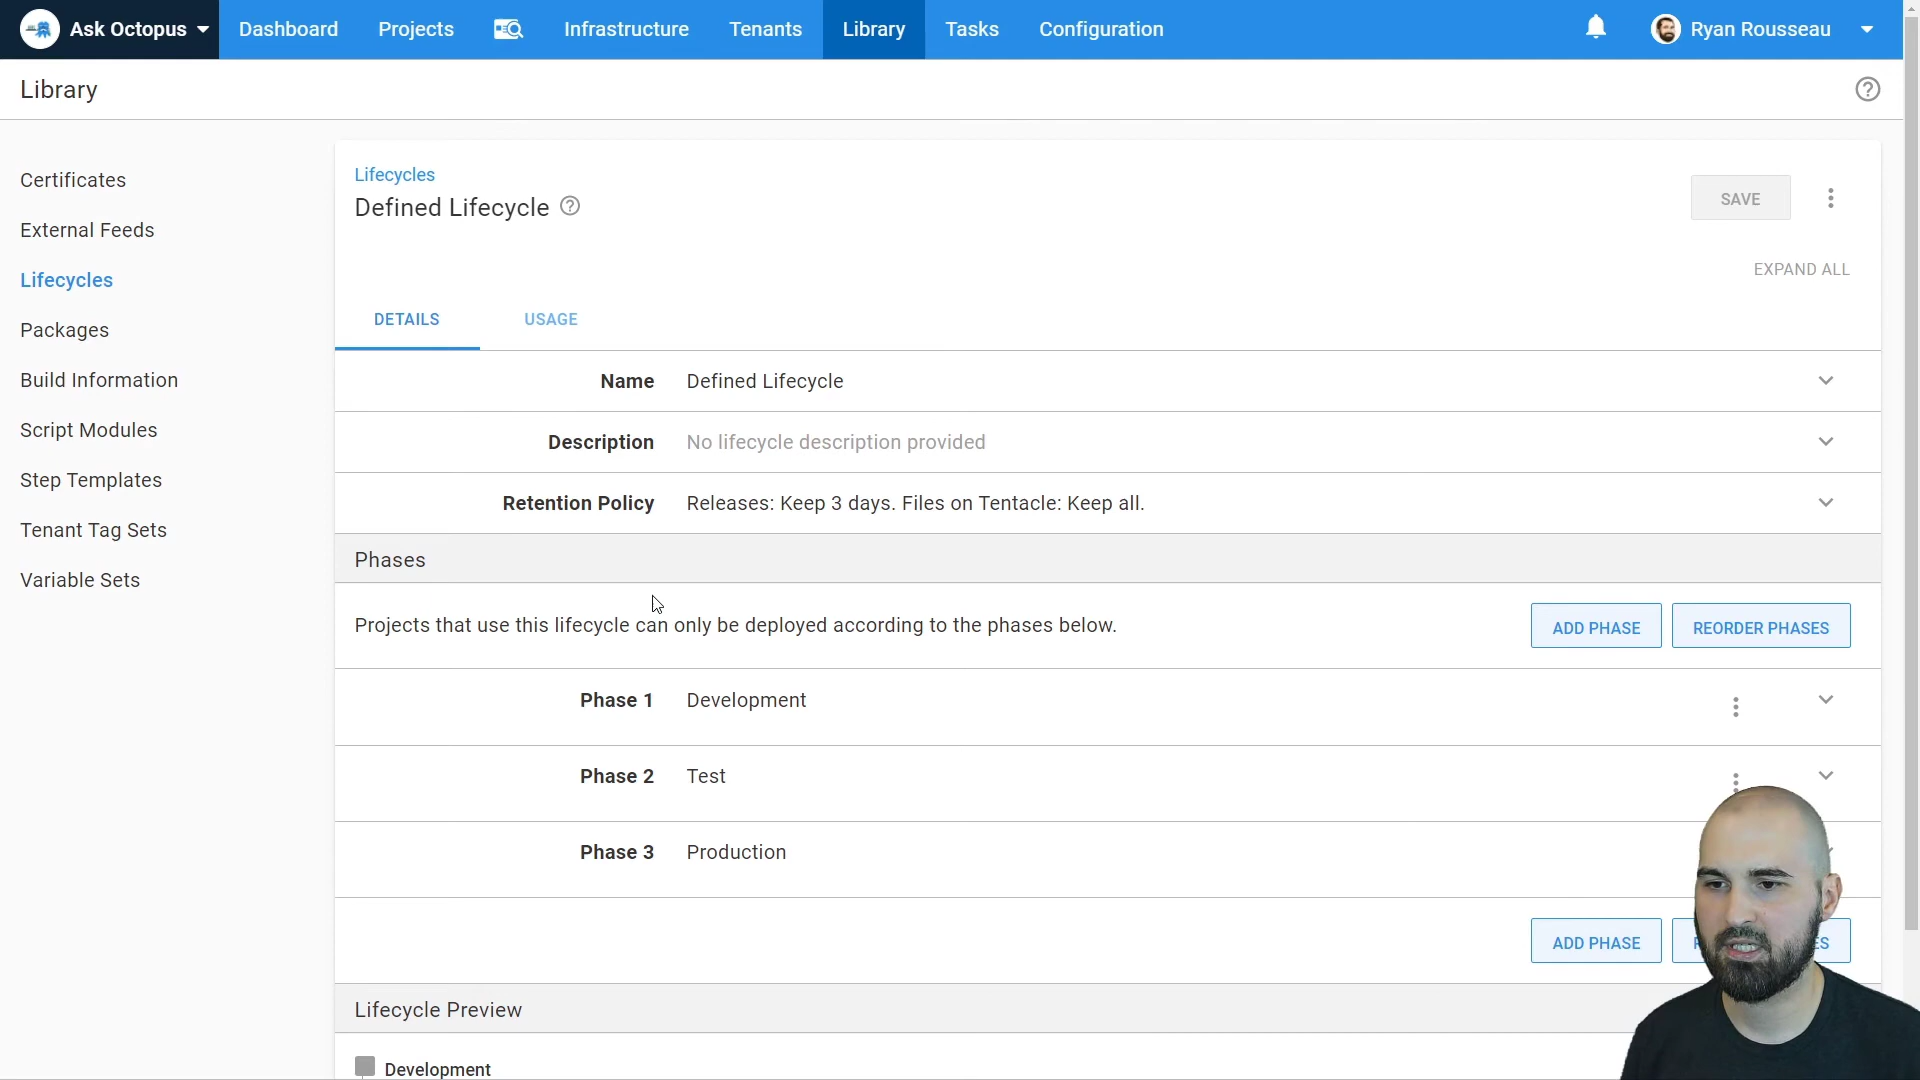 Ask Octopus
Dashboard
Projects
Infrastructure
Tenants
Library
Tasks
Configuration
Ryan Rousseau
Library
Certificates
External Feeds
Lifecycles
Packages
Build Information
Script Modules
Step Templates
Tenant Tag Sets
Variable Sets
Lifecycles
Defined Lifecycle
SAVE
EXPAND ALL
DETAILS
USAGE
Name Defined Lifecycle
Description No lifecycle description provided
Retention Policy Releases: Keep 3 days. Files on Tentacle: Keep all.
Phases
Projects that use this lifecycle can only be deployed according to the phases below.
ADD PHASE
REORDER PHASES
Phase 1 Development
Phase 2 Test
Phase 3 Production
ADD PHASE
Lifecycle Preview
Development